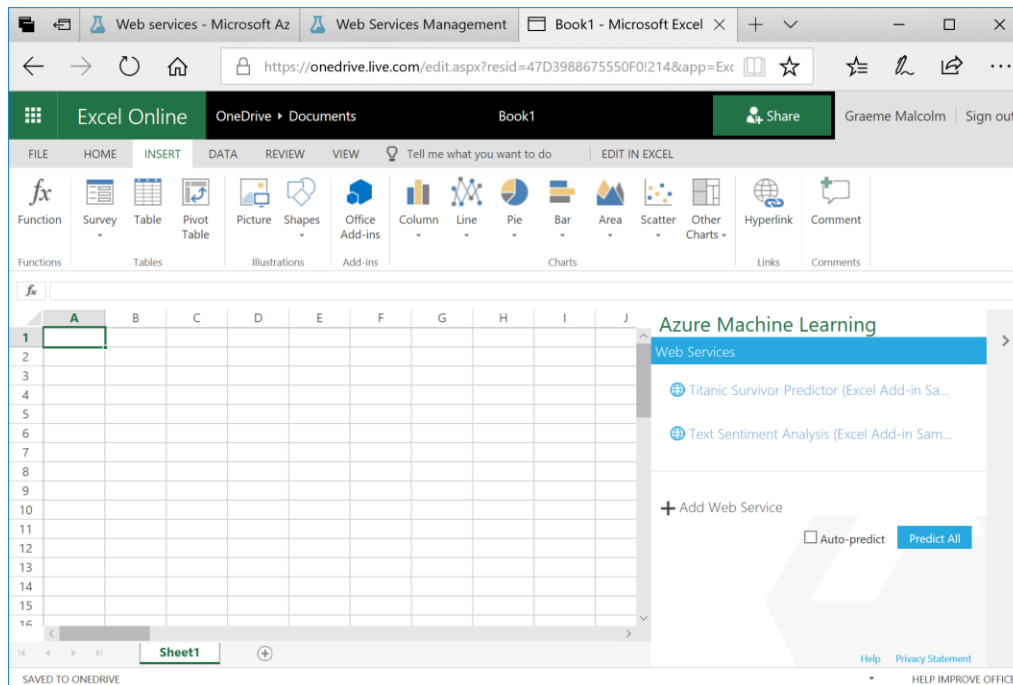 Web services - Microsoft Az
Web Services Management
Book1 - Microsoft Excel
https://onedrive.live.com/edit.aspx?resid=47D3988675550F0!214&app=Exc
Excel Online
OneDrive ▸ Documents
Book1
Share
Graeme Malcolm
Sign out
FILE HOME INSERT DATA REVIEW VIEW Tell me what you want to do EDIT IN EXCEL
fx
Function
Survey
Table
Pivot
Table
Picture
Shapes
Office
Add-ins
Column
Line
Pie
Bar
Area
Scatter
Other
Charts
Hyperlink
Comment
Functions
Tables
Illustrations
Add-ins
Charts
Links
Comments
fx
A B C D E F G H I J
1
2
3
4
5
6
7
8
9
10
11
12
13
14
15
16
Azure Machine Learning
Web Services
Titanic Survivor Predictor (Excel Add-in Sa...
Text Sentiment Analysis (Excel Add-in Sam...
Add Web Service
Auto-predict
Predict All
Help
Privacy Statement
Sheet1
SAVED TO ONEDRIVE
HELP IMPROVE OFFICE